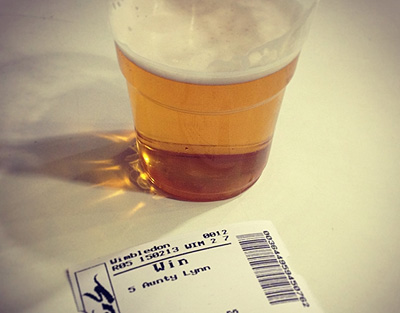 Wimbledon 0012
R05 150213 WIM 2 7
Win
5 Aunty Lynn